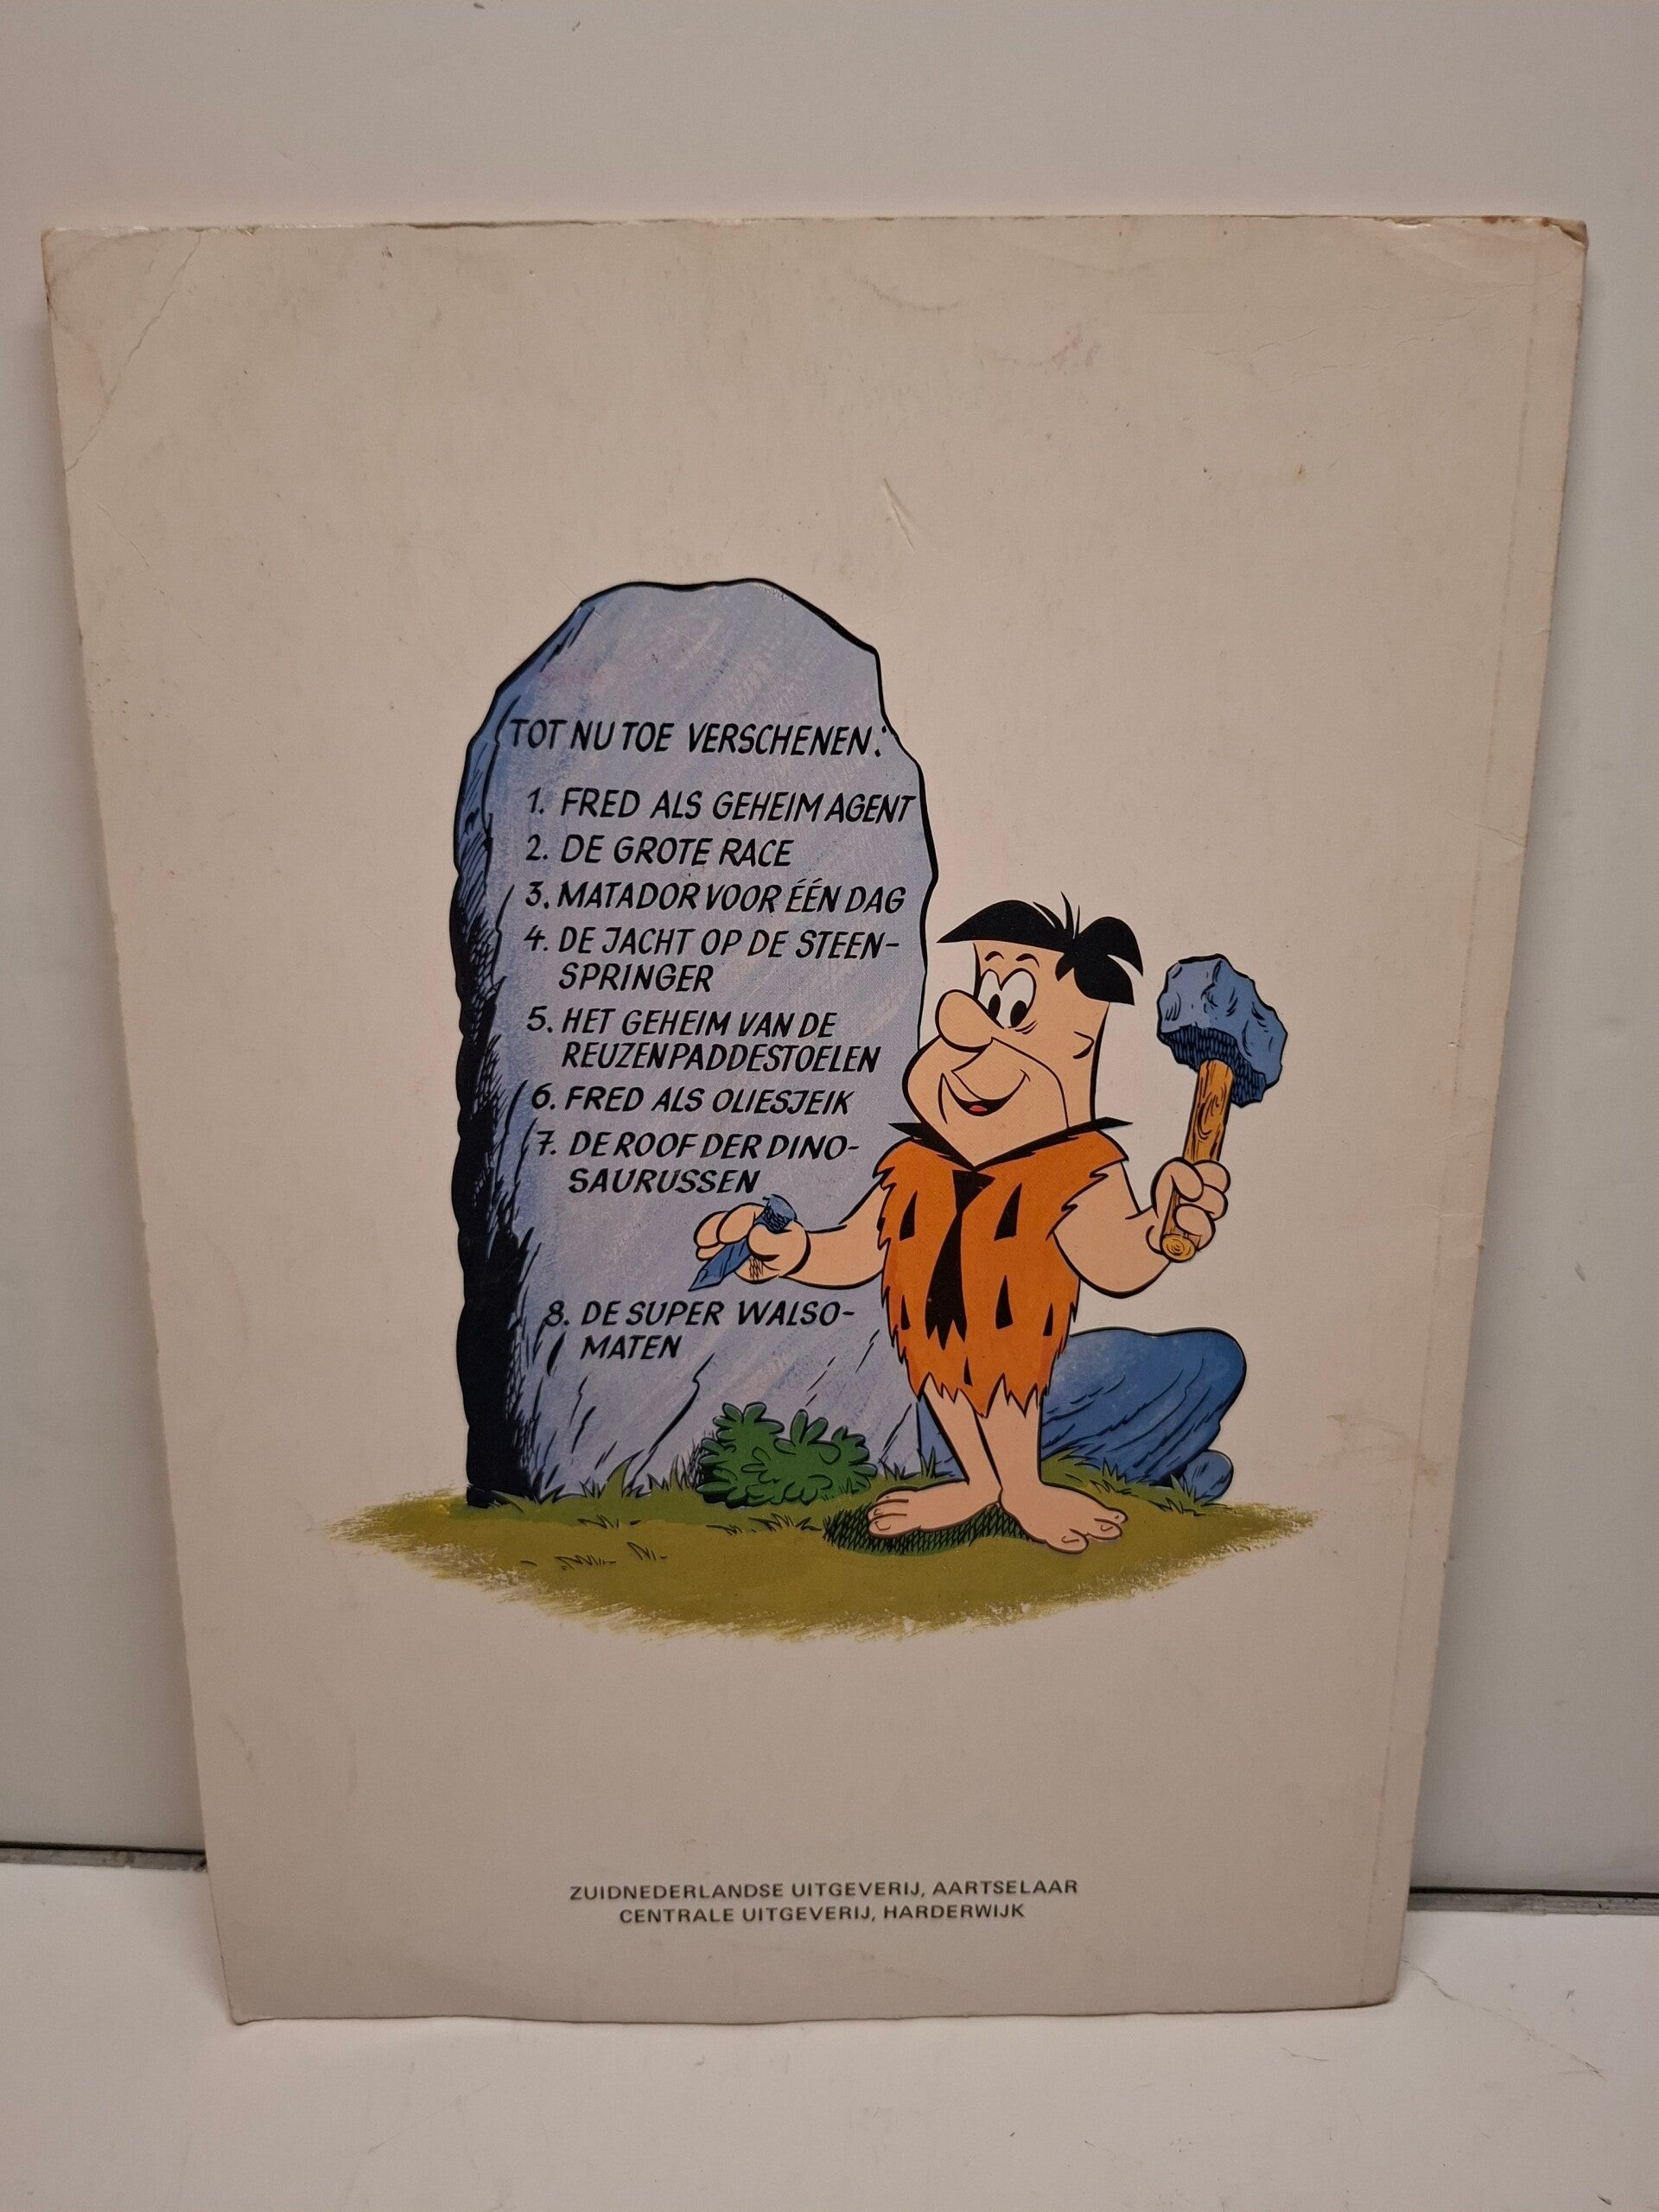 TOT NU TOE VERSCHENEN:
1. FRED ALS GEHEIM AGENT
2. DE GROTE RACE
3. MATADOR VOOR ÉÉN DAG
4. DE JACHT OP DE STEEN-
SPRINGER
5. HET GEHEIM VAN DE
REUZENPADDESTOELEN
6. FRED ALS OLIESJEIK
7. DE ROOF DER DINO-
SAURUSSEN
8. DE SUPER WALSO-
MATEN
ZUIDNEDERLANDSE UITGEVERIJ, AARTSELAAR
CENTRALE UITGEVERIJ, HARDERWIJK